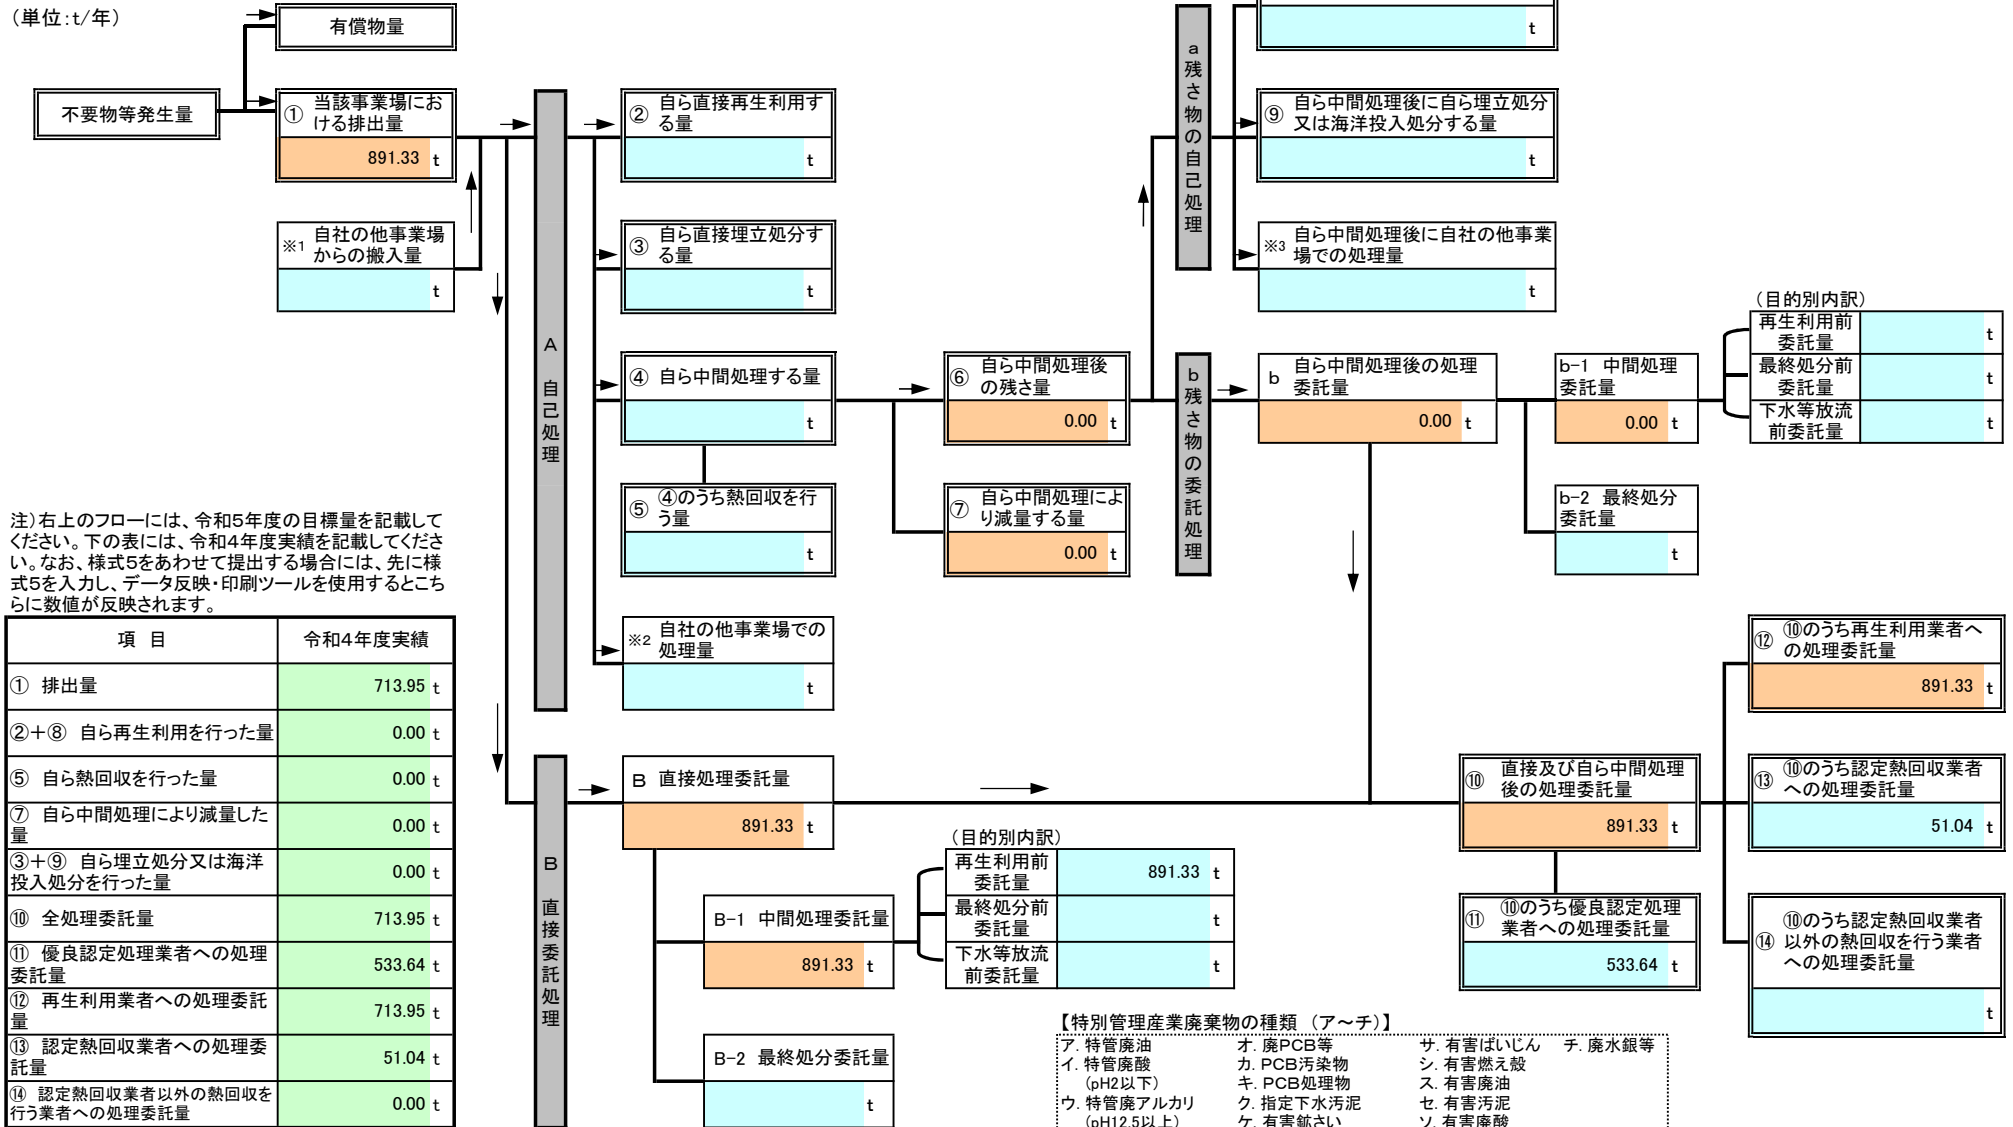 （単位：t/年）
有償物量
不要物等発生量
① 当該事業場にお
ける排出量
891.33 t
※1 自社の他事業場
からの搬入量
t
A
自
己
処
理
② 自ら直接再生利用す
る量
t
③ 自ら直接埋立処分す
る量
t
④ 自ら中間処理する量
t
⑤ ④のうち熱回収を行
う量
t
※2 自社の他事業場での
処理量
t
⑥ 自ら中間処理後
の残さ量
0.00 t
⑦ 自ら中間処理によ
り減量する量
0.00 t
a
残
さ
物
の
自
己
処
理
t
⑨ 自ら中間処理後に自ら埋立処分
又は海洋投入処分する量
t
※3 自ら中間処理後に自社の他事業
場での処理量
t
b
残
さ
物
の
委
託
処
理
b 自ら中間処理後の処理
委託量
0.00 t
b-1 中間処理
委託量
0.00 t
b-2 最終処分
委託量
t
（目的別内訳）
再生利用前
委託量 t
最終処分前
委託量 t
下水等放流
前委託量 t
注）右上のフローには、令和５年度の目標量を記載して
ください。下の表には、令和４年度実績を記載してくださ
い。なお、様式５をあわせて提出する場合には、先に様
式５を入力し、データ反映・印刷ツールを使用するとこち
らに数値が反映されます。
項 目 令和４年度実績
① 排出量 713.95 t
②＋⑧ 自ら再生利用を行った量 0.00 t
⑤ 自ら熱回収を行った量 0.00 t
⑦ 自ら中間処理により減量した
量 0.00 t
③＋⑨ 自ら埋立処分又は海洋
投入処分を行った量 0.00 t
⑩ 全処理委託量 713.95 t
⑪ 優良認定処理業者への処理
委託量 533.64 t
⑫ 再生利用業者への処理委託
量 713.95 t
⑬ 認定熱回収業者への処理委
託量 51.04 t
⑭ 認定熱回収業者以外の熱回収を
行う業者への処理委託量 0.00 t
B
直
接
委
託
処
理
B 直接処理委託量
891.33 t
B-1 中間処理委託量
891.33 t
B-2 最終処分委託量
t
（目的別内訳）
再生利用前
委託量 891.33 t
最終処分前
委託量 t
下水等放流
前委託量 t
⑩ 直接及び自ら中間処理
後の処理委託量
891.33 t
⑪ ⑩のうち優良認定処理
業者への処理委託量
533.64 t
⑫ ⑩のうち再生利用業者へ
の処理委託量
891.33 t
⑬ ⑩のうち認定熱回収業者
への処理委託量
51.04 t
⑭ ⑩のうち認定熱回収業者
以外の熱回収を行う業者
への処理委託量
t
【特別管理産業廃棄物の種類 （ア～チ）】
ア. 特管廃油 オ. 廃PCB等 サ. 有害ばいじん チ. 廃水銀等
イ. 特管廃酸 カ. PCB汚染物 シ. 有害燃え殻
（pH2以下） キ. PCB処理物 ス. 有害廃油
ウ. 特管廃アルカリ ク. 指定下水汚泥 セ. 有害汚泥
（pH12.5以上） ケ. 有害鉱さい ソ. 有害廃酸